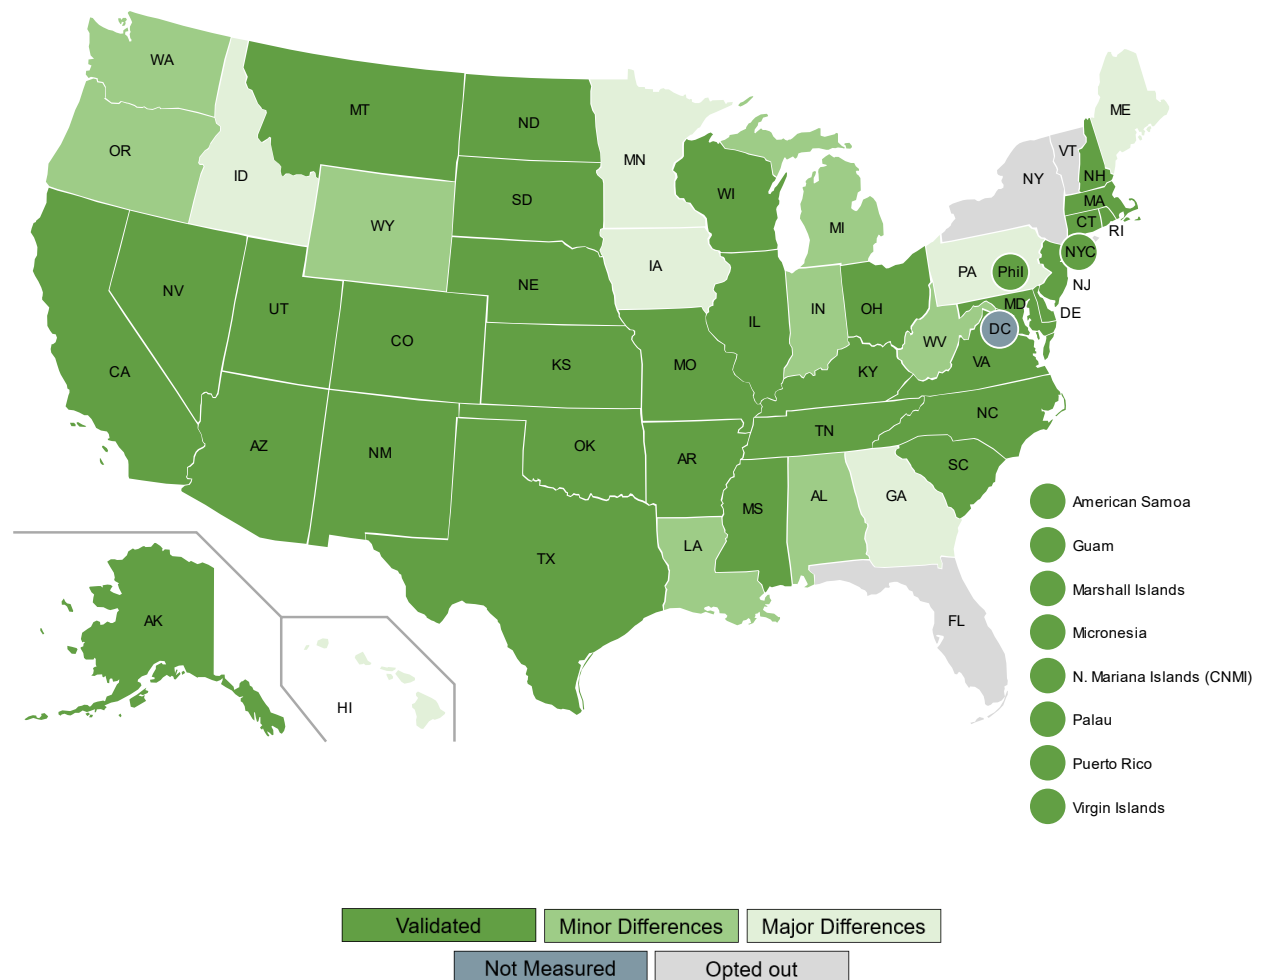 WA
ME
MT
ND
VT
OR
MN
ID
NH
NY
WI
SD
MA
WY
CT
MI
RI
NYC
IA
PA
Phil
NE
NJ
NV
MD
UT
IN
OH
DE
IL
DC
CO
WV
KS
MO
VA
CA
KY
NC
TN
AZ
OK
NM
AR
SC
AL
GA
American Samoa
MS
LA
Guam
TX
Marshall Islands
AK
FL
Micronesia
N. Mariana Islands (CNMI)
HI
Palau
Puerto Rico
Virgin Islands
Validated
Minor Differences
Major Differences
Not Measured
Opted out